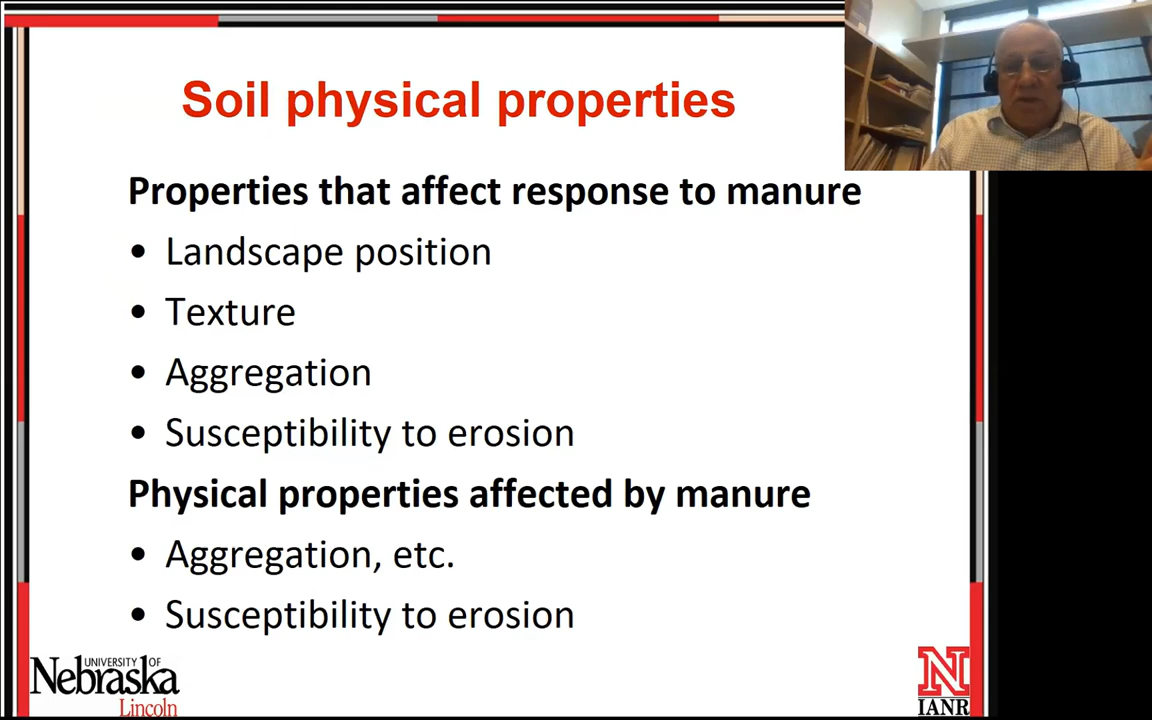 Soil physical properties
Properties that affect response to manure
• Landscape position
• Texture
• Aggregation
• Susceptibility to erosion
Physical properties affected by manure
• Aggregation, etc.
• Susceptibility to erosion
UNIVERSITY OF
Nebraska
Lincoln
N
IANR